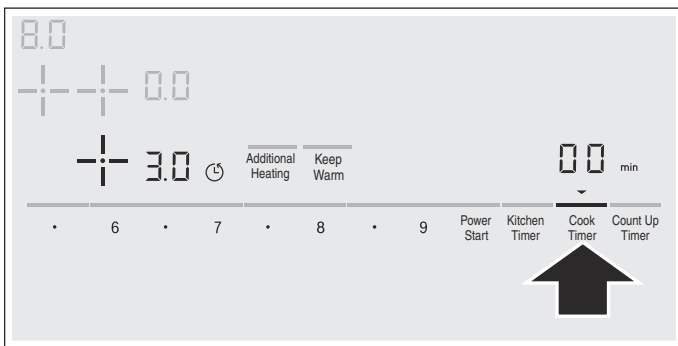 8.0
0.0
3.0 Additional Heating Keep Warm 00 min
· 6 · 7 · 8 · 9 Power Start Kitchen Timer Cook Timer Count Up Timer